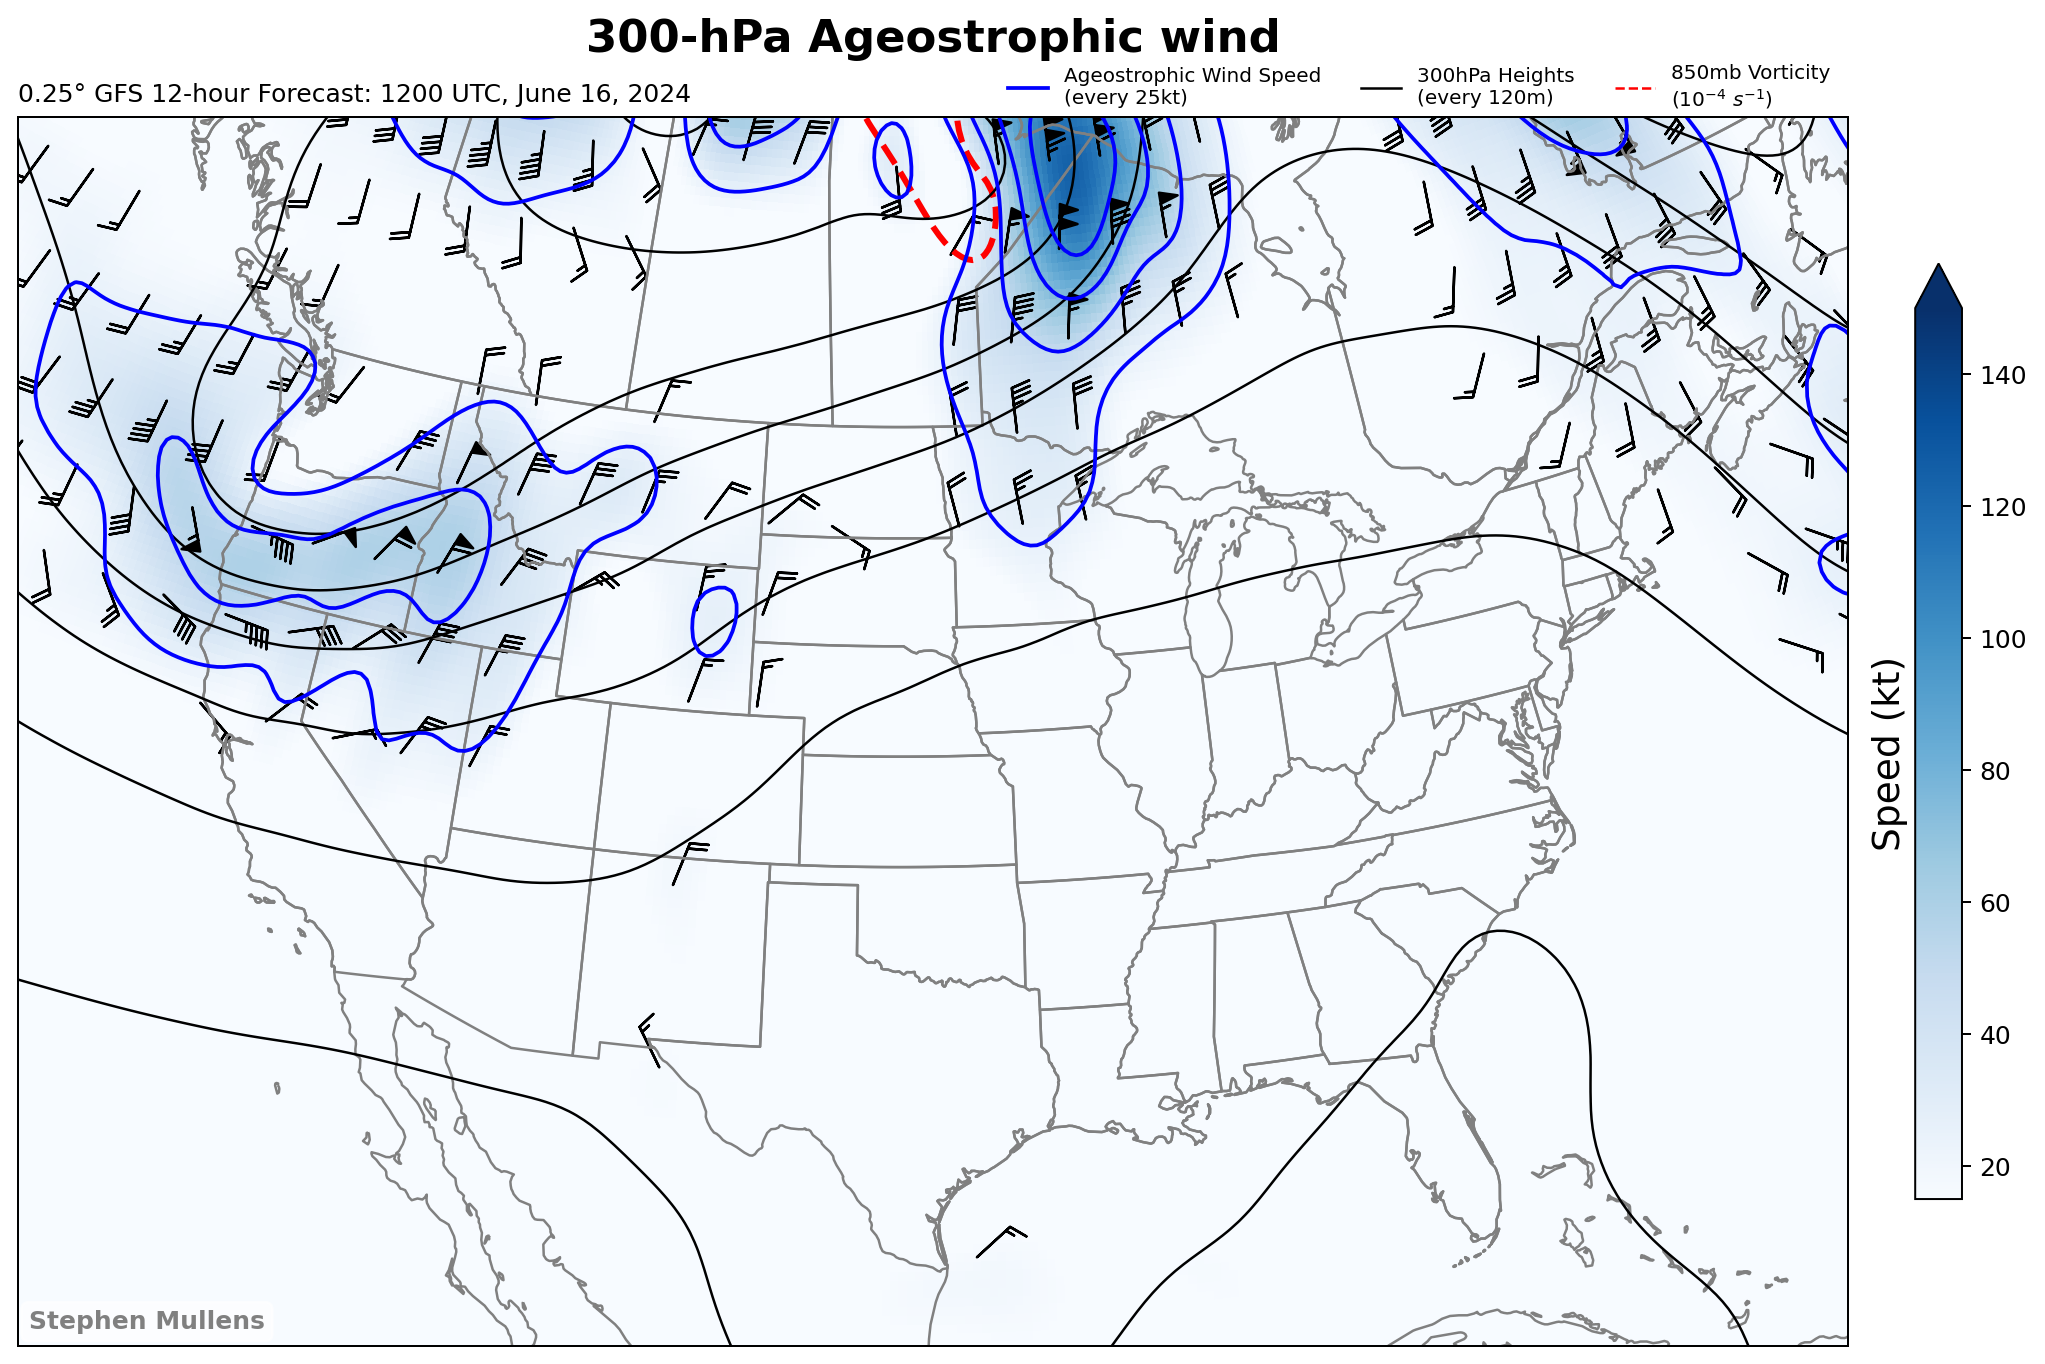 300-hPa Ageostrophic wind
0.25° GFS 12-hour Forecast: 1200 UTC, June 16, 2024
Ageostrophic Wind Speed
(every 25kt)
300hPa Heights
(every 120m)
850mb Vorticity
(10⁻⁴ s⁻¹)
140
120
100
80
60
40
20
Speed (kt)
Stephen Mullens